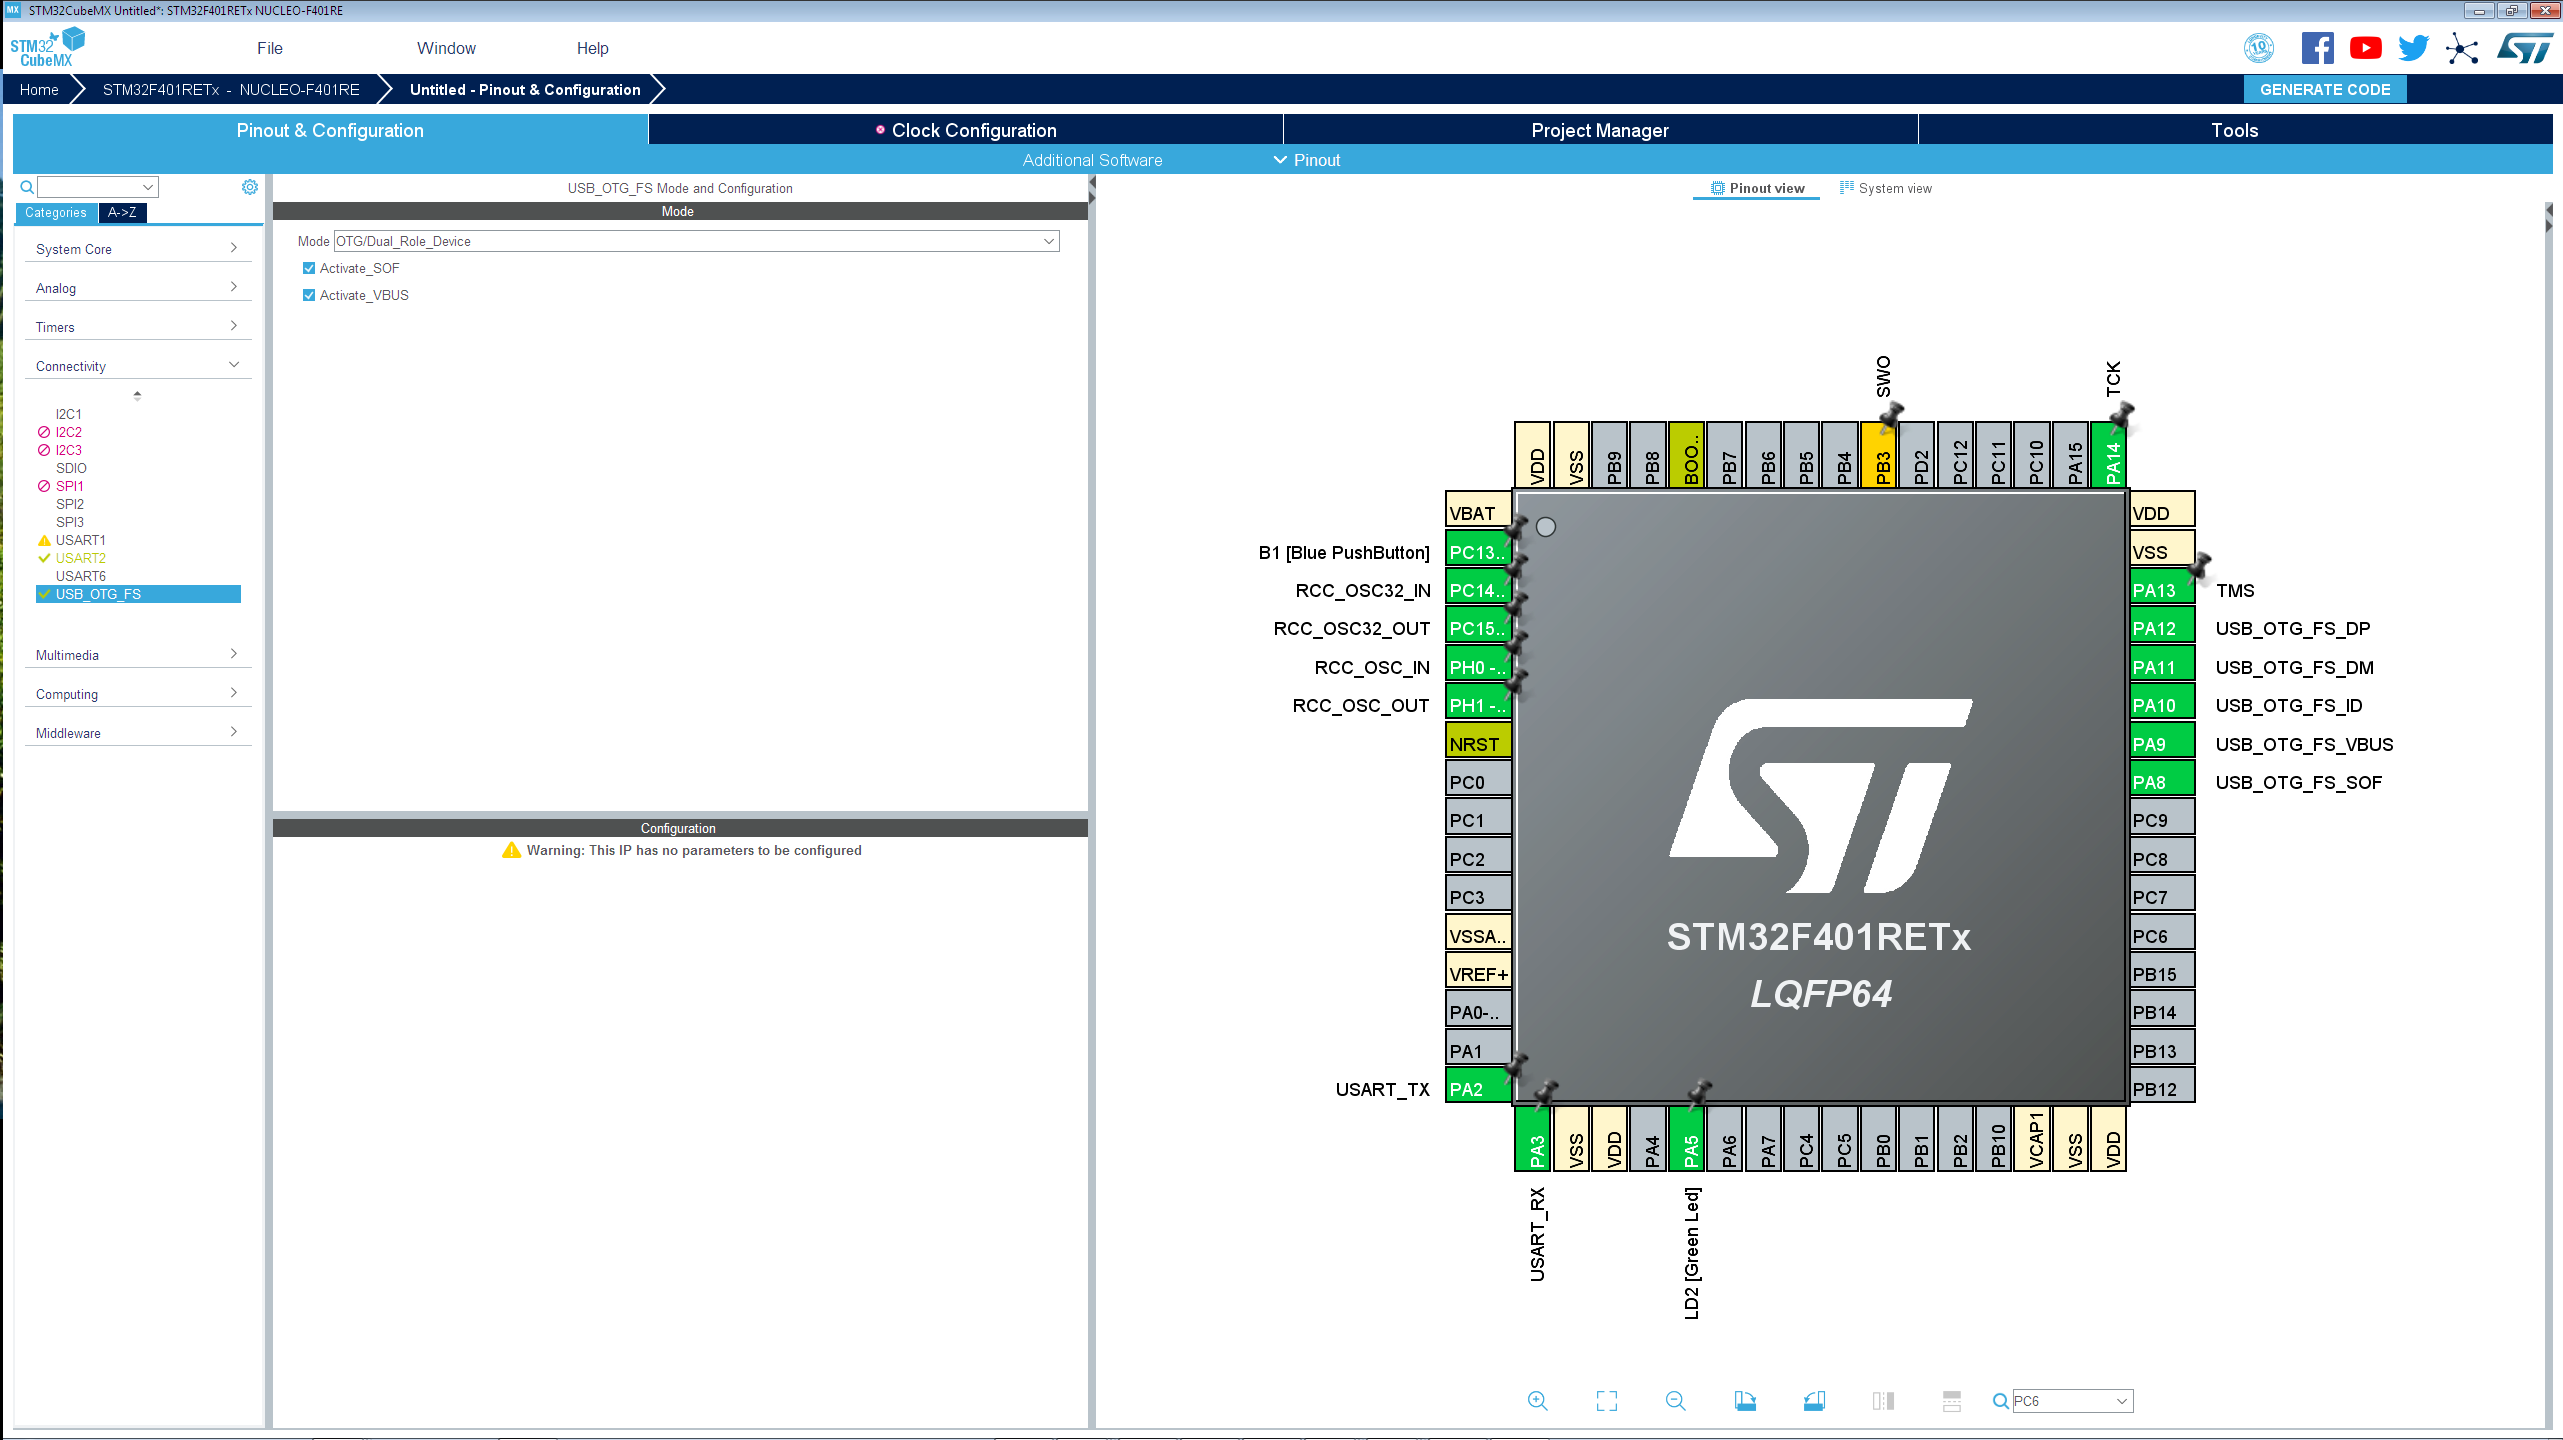 MX STM32CubeMX Untitled*: STM32F401RETx NUCLEO-F401RE
STM32 CubeMX
File Window Help
10
Home STM32F401RETx - NUCLEO-F401RE Untitled - Pinout & Configuration GENERATE CODE
Pinout & Configuration Clock Configuration Project Manager Tools
Additional Software Pinout
Categories A->Z
System Core
Analog
Timers
Connectivity
I2C1
I2C2
I2C3
SDIO
SPI1
SPI2
SPI3
USART1
USART2
USART6
USB_OTG_FS
Multimedia
Computing
Middleware
USB_OTG_FS Mode and Configuration
Mode
Mode OTG/Dual_Role_Device
Activate_SOF
Activate_VBUS
Configuration
Warning: This IP has no parameters to be configured
Pinout view System view
SWO
TCK
VDD
VSS
PB9
PB8
BOO..
PB7
PB6
PB5
PB4
PB3
PD2
PC12
PC11
PC10
PA15
PA14
VBAT
B1 [Blue PushButton] PC13..
RCC_OSC32_IN PC14..
RCC_OSC32_OUT PC15..
RCC_OSC_IN PH0 -..
RCC_OSC_OUT PH1 -..
NRST
PC0
PC1
PC2
PC3
VSSA..
VREF+
PA0-..
PA1
USART_TX PA2
VDD
VSS
PA13 TMS
PA12 USB_OTG_FS_DP
PA11 USB_OTG_FS_DM
PA10 USB_OTG_FS_ID
PA9 USB_OTG_FS_VBUS
PA8 USB_OTG_FS_SOF
PC9
PC8
PC7
PC6
PB15
PB14
PB13
PB12
STM32F401RETx
LQFP64
PA3
VSS
VDD
PA4
PA5
PA6
PA7
PC4
PC5
PB0
PB1
PB2
PB10
VCAP1
VSS
VDD
USART_RX
LD2 [Green Led]
PC6